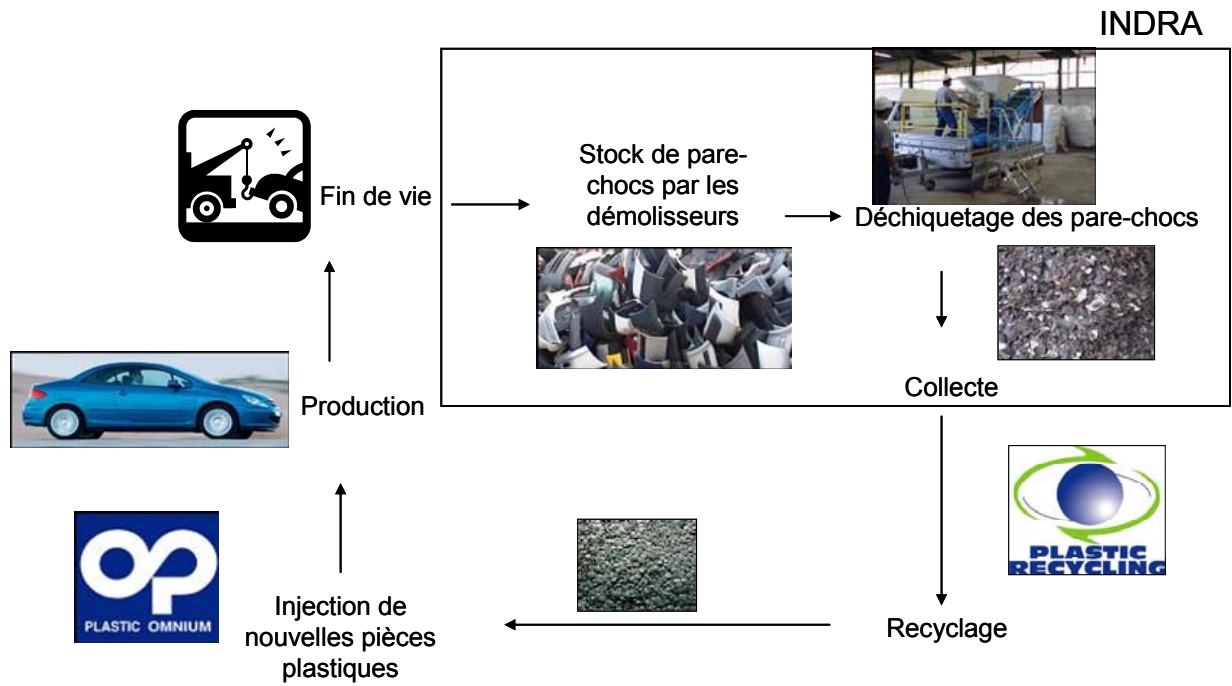 INDRA
Fin de vie
Stock de pare-
chocs par les
démolisseurs
Déchiquetage des pare-chocs
Collecte
Production
PLASTIC
RECYCLING
Recyclage
Injection de
nouvelles pièces
plastiques
PLASTIC OMNIUM